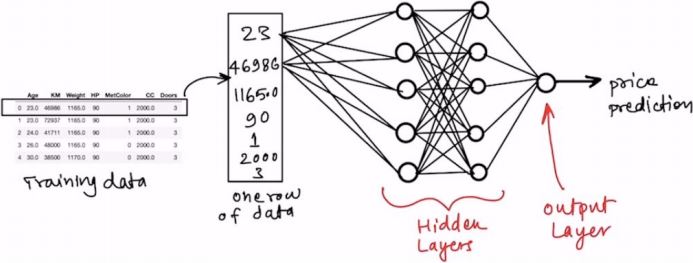 Age KM Weight HP MetColor CC Doors
0 23.0 46986 1165.0 90 1 2000.0 3
1 23.0 72937 1165.0 90 1 2000.0 3
2 24.0 41711 1165.0 90 1 2000.0 3
3 26.0 48000 1165.0 90 0 2000.0 3
4 30.0 38500 1170.0 90 0 2000.0 3
Training data
23
46986
1165.0
90
1
2000
3
one row
of data
Hidden
Layers
output
Layer
price
prediction